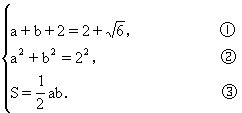 a + b + 2 = 2 + √6, ①
a² + b² = 2², ②
S = 1/2 ab. ③